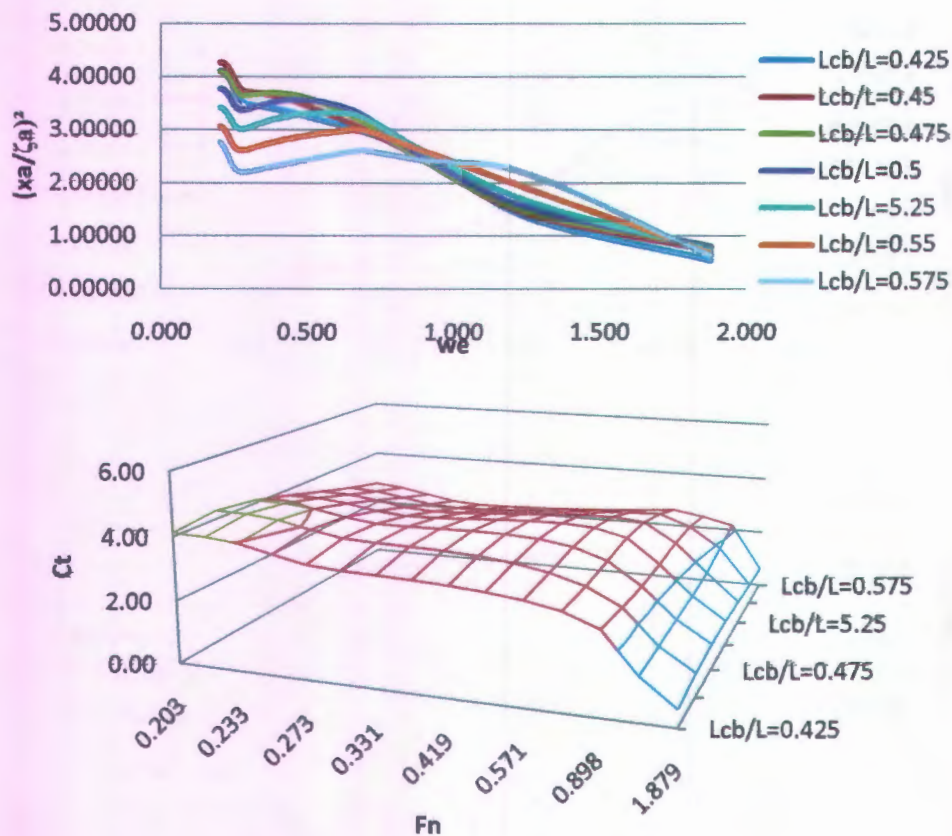 5.00000
4.00000
3.00000
2.00000
1.00000
0.00000
(xa/ζa)²
0.000
0.500
1.000
1.500
2.000
we
Lcb/L=0.425
Lcb/L=0.45
Lcb/L=0.475
Lcb/L=0.5
Lcb/L=5.25
Lcb/L=0.55
Lcb/L=0.575
6.00
4.00
2.00
0.00
Ct
0.203
0.233
0.273
0.331
0.419
0.571
0.898
1.879
Fn
Lcb/L=0.575
Lcb/L=5.25
Lcb/L=0.475
Lcb/L=0.425